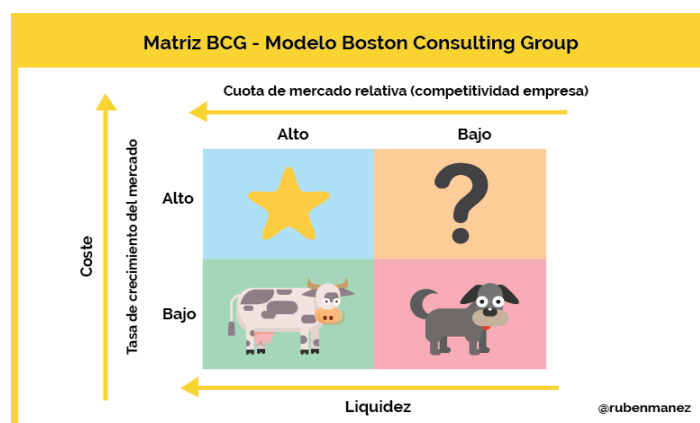 Matriz BCG - Modelo Boston Consulting Group
Cuota de mercado relativa (competitividad empresa)
Alto
Bajo
Coste
Tasa de crecimiento del mercado
Alto
?
Bajo
Liquidez
@rubenmanez